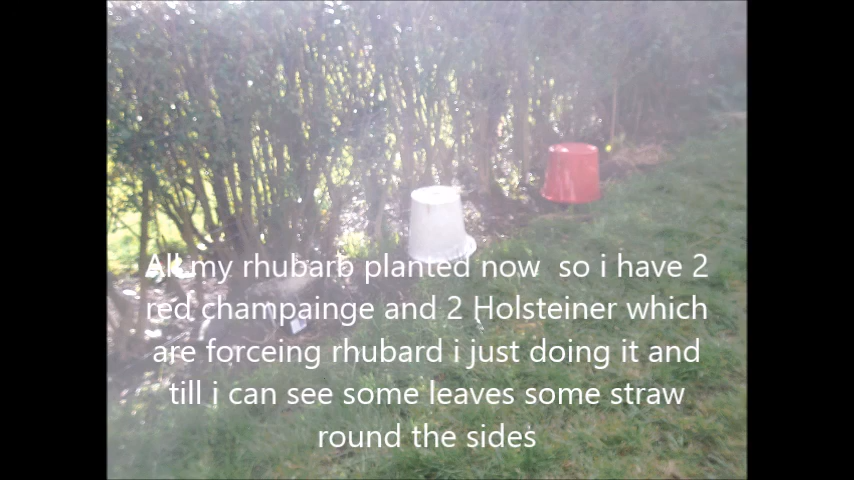 All my rhubarb planted now  so i have 2
red champainge and 2 Holsteiner which
are forceing rhubard i just doing it and
till i can see some leaves some straw
round the sides